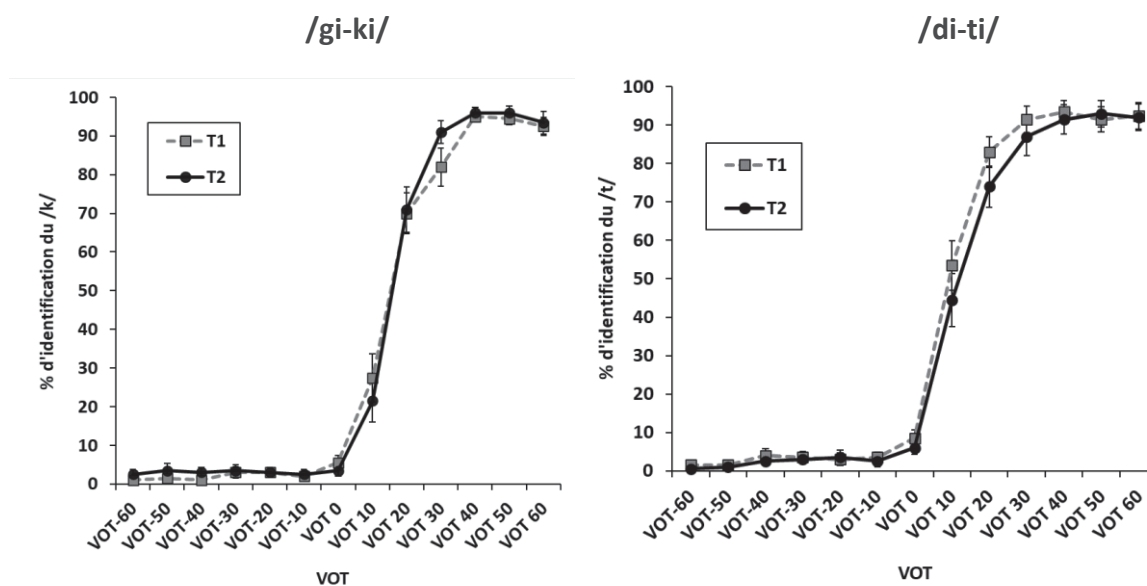 /gi-ki/
% d'identification du /k/
100
90
80
70
60
50
40
30
20
10
0
T1
T2
VOT-60
VOT-50
VOT-40
VOT-30
VOT-20
VOT-10
VOT 0
VOT 10
VOT 20
VOT 30
VOT 40
VOT 50
VOT 60
VOT
/di-ti/
% d'identification du /t/
100
90
80
70
60
50
40
30
20
10
0
T1
T2
VOT-60
VOT-50
VOT-40
VOT-30
VOT-20
VOT-10
VOT 0
VOT 10
VOT 20
VOT 30
VOT 40
VOT 50
VOT 60
VOT